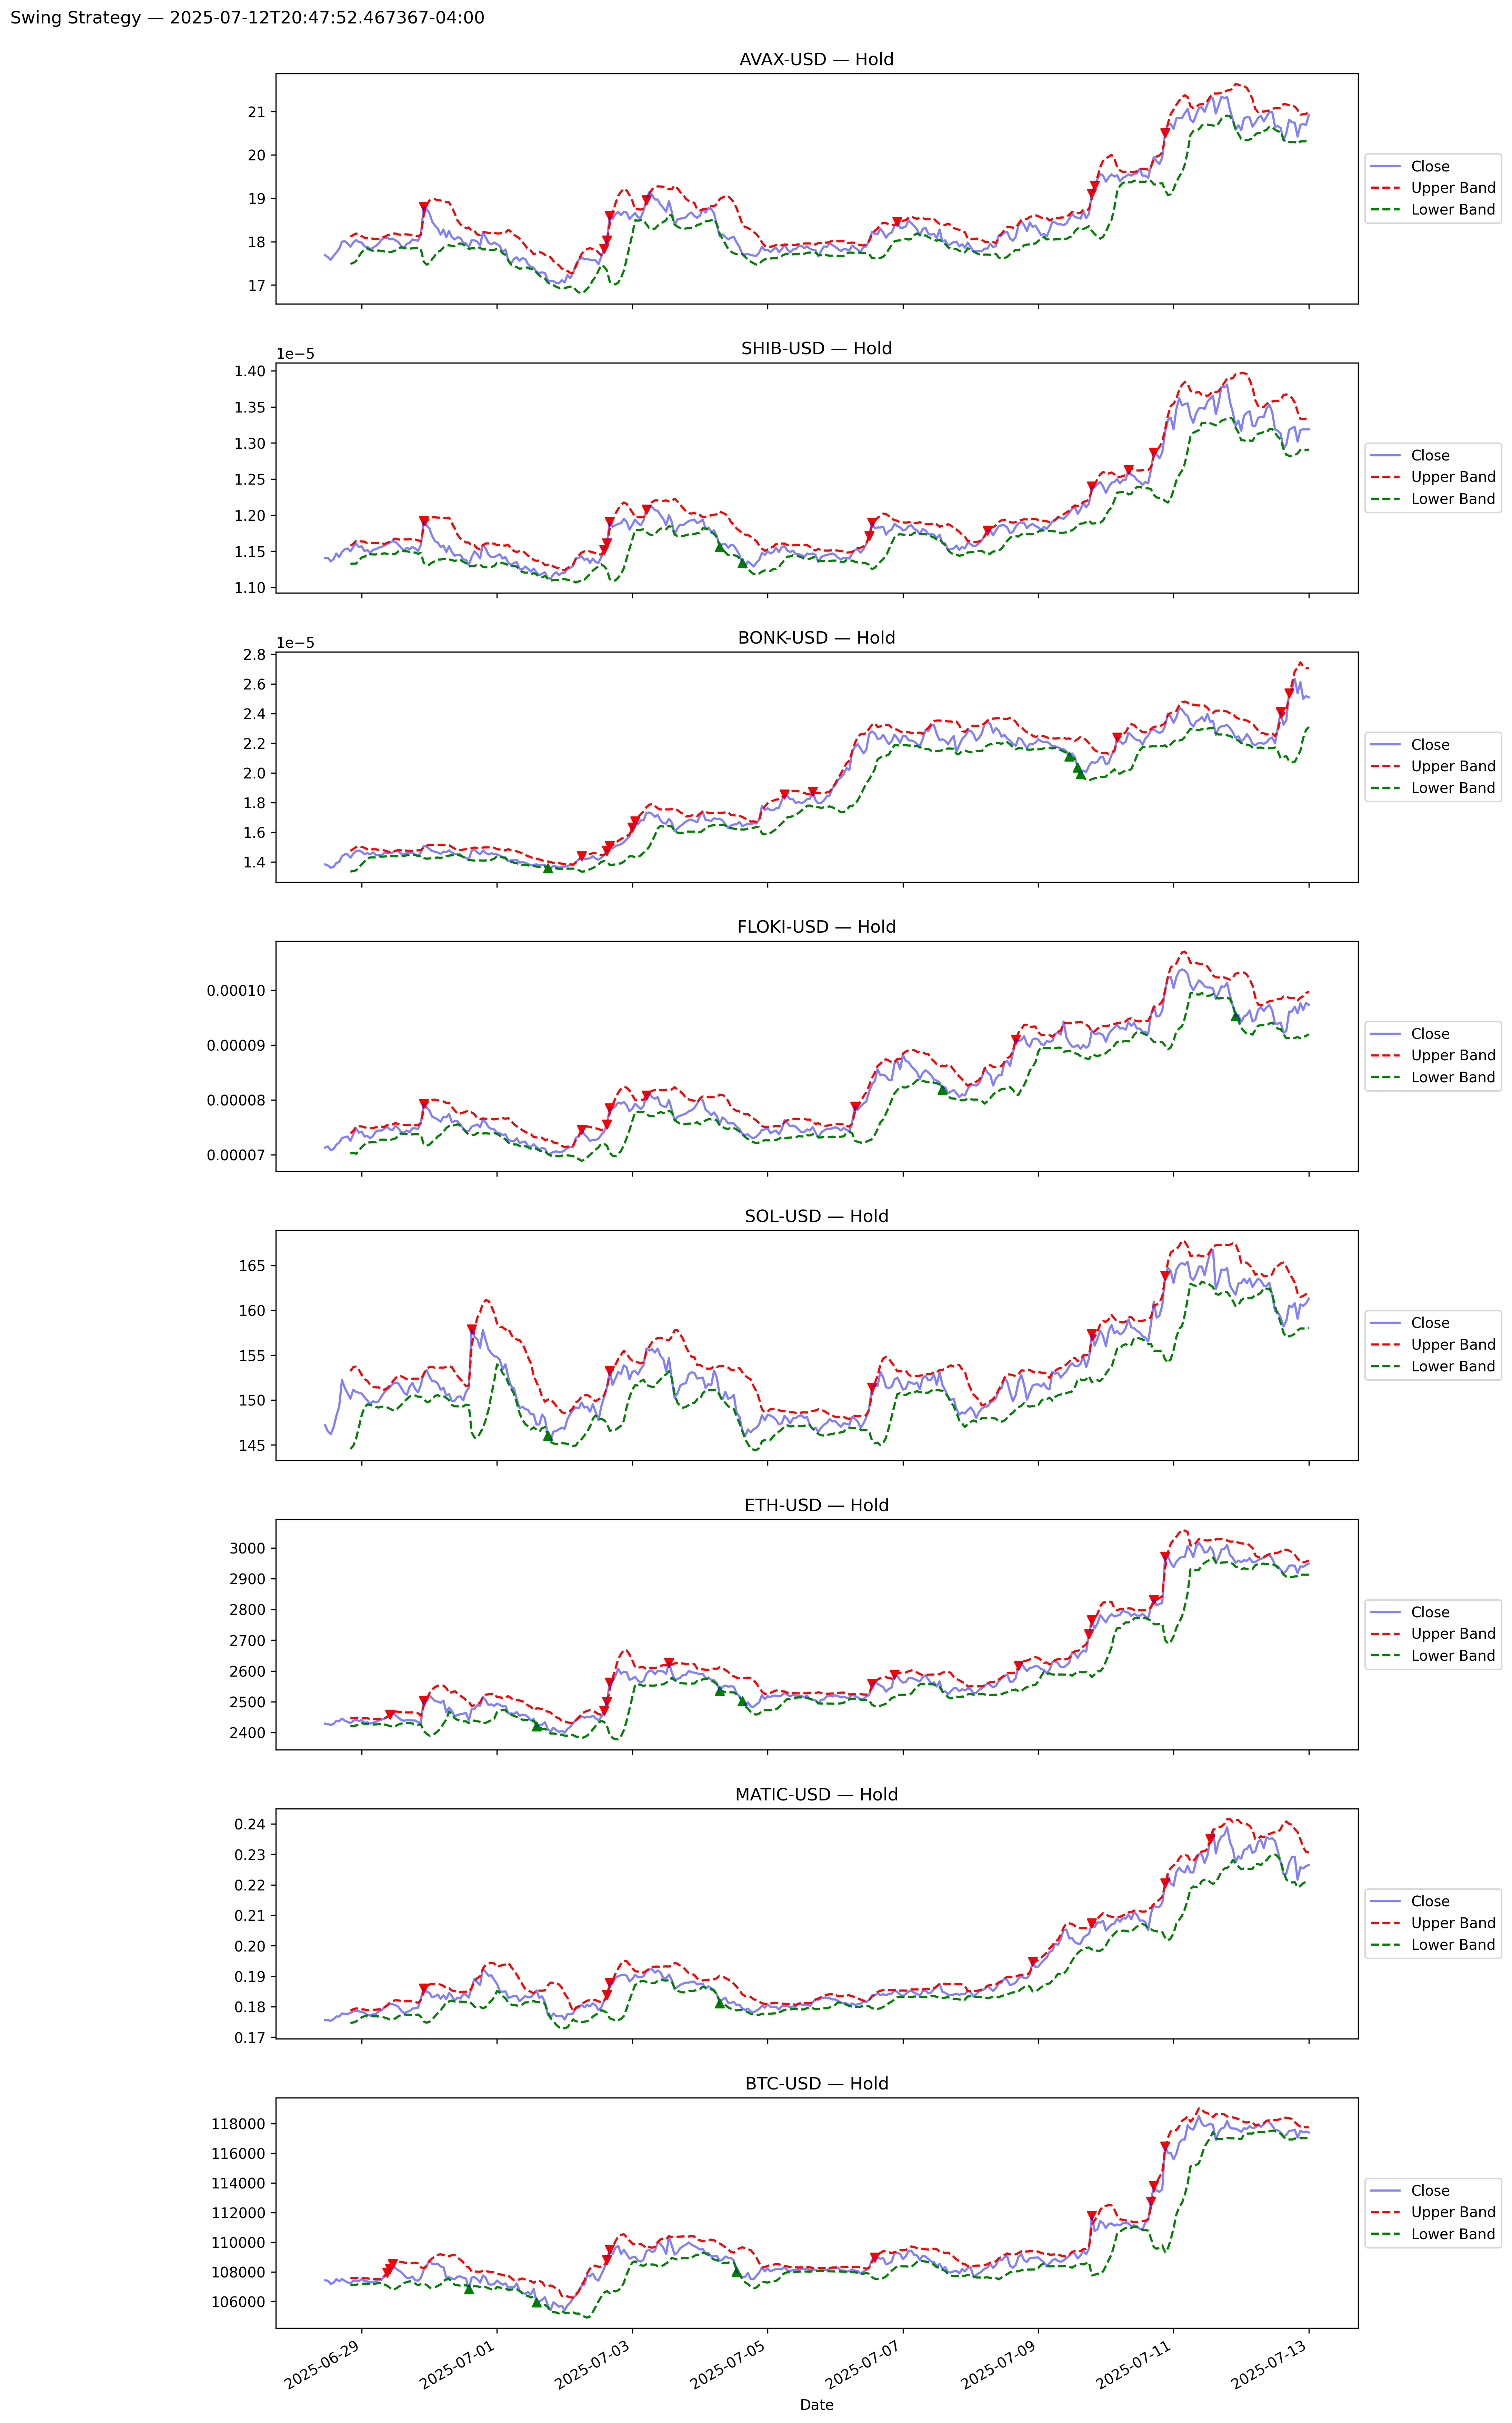 Swing Strategy — 2025-07-12T20:47:52.467367-04:00
AVAX-USD — Hold
21
20
19
18
17
Close
Upper Band
Lower Band
SHIB-USD — Hold
1e−5
1.40
1.35
1.30
1.25
1.20
1.15
1.10
Close
Upper Band
Lower Band
BONK-USD — Hold
1e−5
2.8
2.6
2.4
2.2
2.0
1.8
1.6
1.4
Close
Upper Band
Lower Band
FLOKI-USD — Hold
0.00010
0.00009
0.00008
0.00007
Close
Upper Band
Lower Band
SOL-USD — Hold
165
160
155
150
145
Close
Upper Band
Lower Band
ETH-USD — Hold
3000
2900
2800
2700
2600
2500
2400
Close
Upper Band
Lower Band
MATIC-USD — Hold
0.24
0.23
0.22
0.21
0.20
0.19
0.18
0.17
Close
Upper Band
Lower Band
BTC-USD — Hold
118000
116000
114000
112000
110000
108000
106000
Close
Upper Band
Lower Band
2025-06-29
2025-07-01
2025-07-03
2025-07-05
2025-07-07
2025-07-09
2025-07-11
2025-07-13
Date